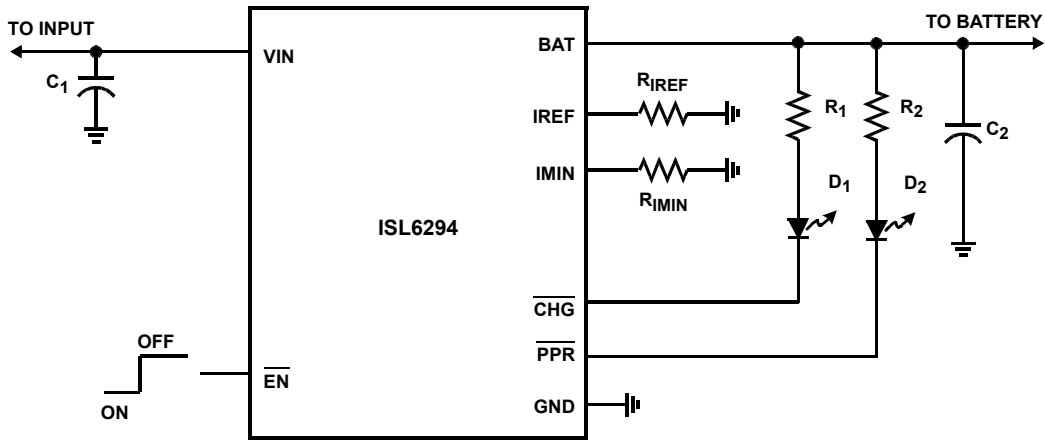 TO INPUT
TO BATTERY
VIN
BAT
C1
RIREF
IREF
R1
R2
C2
IMIN
RIMIN
D1
D2
ISL6294
CHG
OFF
PPR
EN
ON
GND